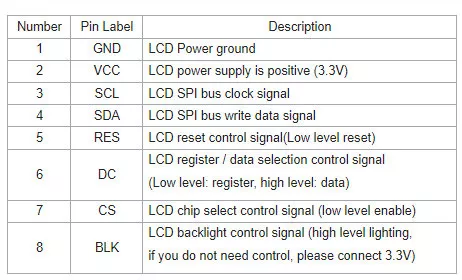 Number Pin Label Description
1 GND LCD Power ground
2 VCC LCD power supply is positive (3.3V)
3 SCL LCD SPI bus clock signal
4 SDA LCD SPI bus write data signal
5 RES LCD reset control signal(Low level reset)
6 DC LCD register / data selection control signal
(Low level: register, high level: data)
7 CS LCD chip select control signal (low level enable)
8 BLK LCD backlight control signal (high level lighting,
if you do not need control, please connect 3.3V)